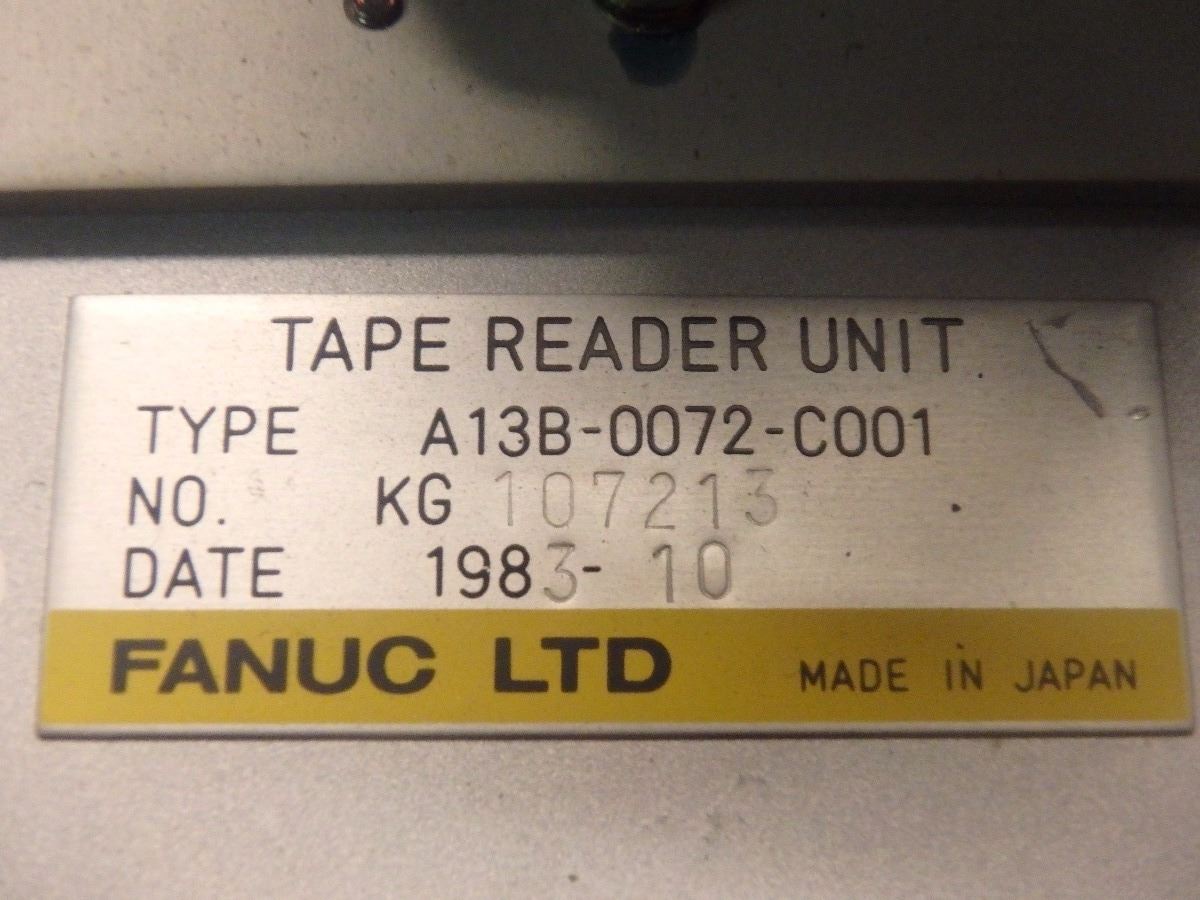 TAPE READER UNIT
TYPE A13B-0072-C001
NO. KG 107213
DATE 1983-10
FANUC LTD MADE IN JAPAN